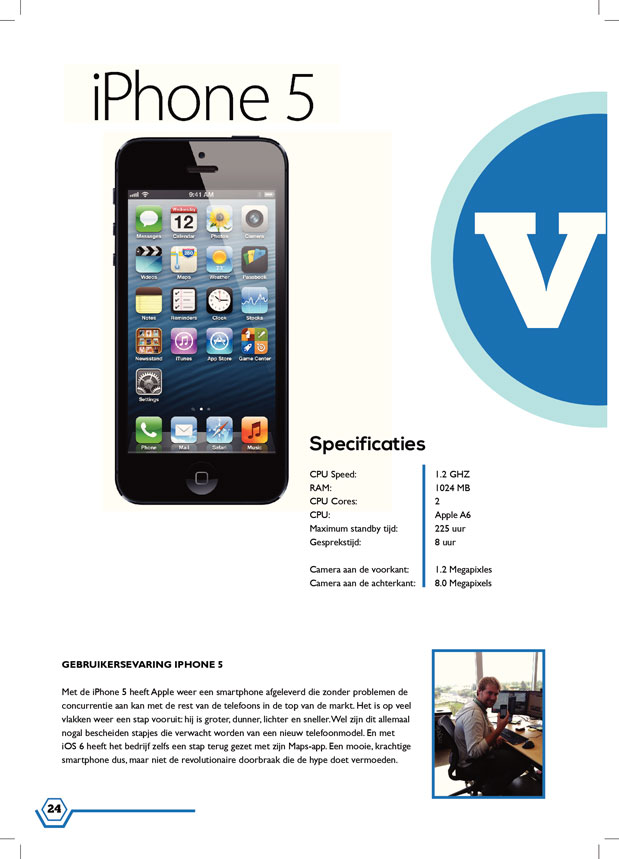 iPhone 5
9:41 AM
Wednesday
12
280
Messages Calendar Photos Camera
Videos Maps Weather Passbook
Notes Reminders Clock Stocks
Newsstand iTunes App Store Game Center
Settings
Phone Mail Safari Music
V
Specificaties
CPU Speed: 1.2 GHZ
RAM: 1024 MB
CPU Cores: 2
CPU: Apple A6
Maximum standby tijd: 225 uur
Gesprekstijd: 8 uur
Camera aan de voorkant: 1.2 Megapixles
Camera aan de achterkant: 8.0 Megapixels
GEBRUIKERSEVARING IPHONE 5
Met de iPhone 5 heeft Apple weer een smartphone afgeleverd die zonder problemen de
concurrentie aan kan met de rest van de telefoons in de top van de markt. Het is op veel
vlakken weer een stap vooruit: hij is groter, dunner, lichter en sneller. Wel zijn dit allemaal
nogal bescheiden stapjes die verwacht worden van een nieuw telefoonmodel. En met
iOS 6 heeft het bedrijf zelfs een stap terug gezet met zijn Maps-app. Een mooie, krachtige
smartphone dus, maar niet de revolutionaire doorbraak die de hype doet vermoeden.
24